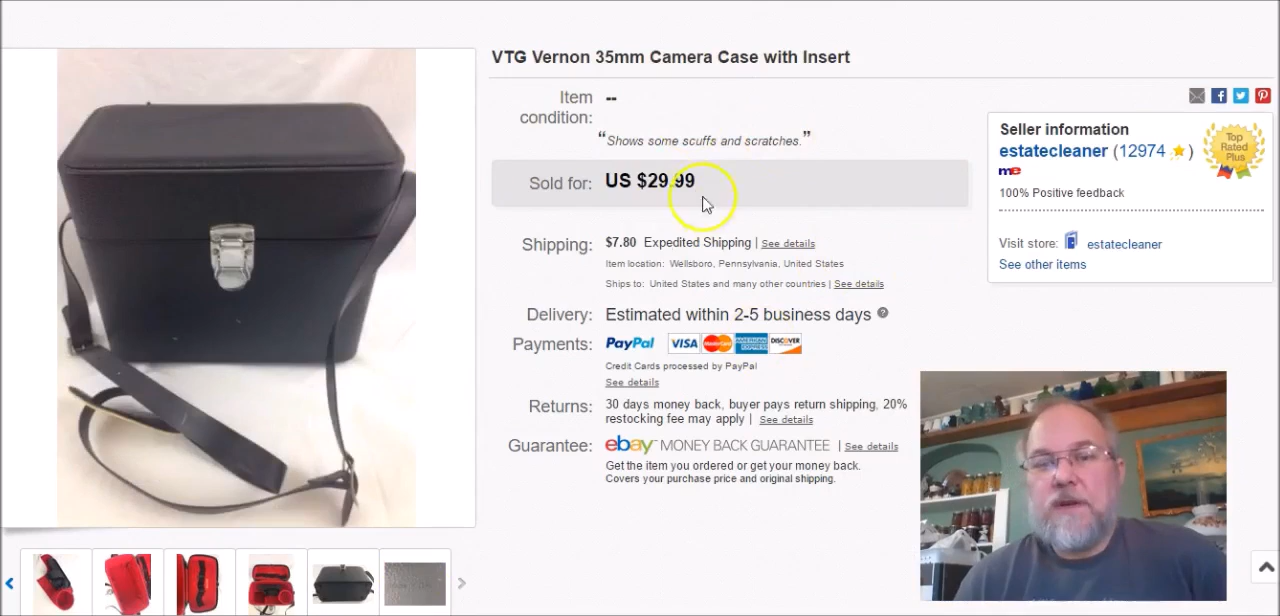 VTG Vernon 35mm Camera Case with Insert
Item condition: --
“Shows some scuffs and scratches.”
Sold for: US $29.99
Shipping: $7.80 Expedited Shipping | See details
Item location: Wellsboro, Pennsylvania, United States
Ships to: United States and many other countries | See details
Delivery: Estimated within 2-5 business days ?
Payments: PayPal VISA MasterCard AMERICAN EXPRESS DISCOVER
Credit Cards processed by PayPal
See details
Returns: 30 days money back, buyer pays return shipping, 20%
restocking fee may apply | See details
Guarantee: ebay MONEY BACK GUARANTEE | See details
Get the item you ordered or get your money back.
Covers your purchase price and original shipping.
Seller information
estatecleaner (12974 )
me
100% Positive feedback
Top Rated Plus
Visit store: estatecleaner
See other items